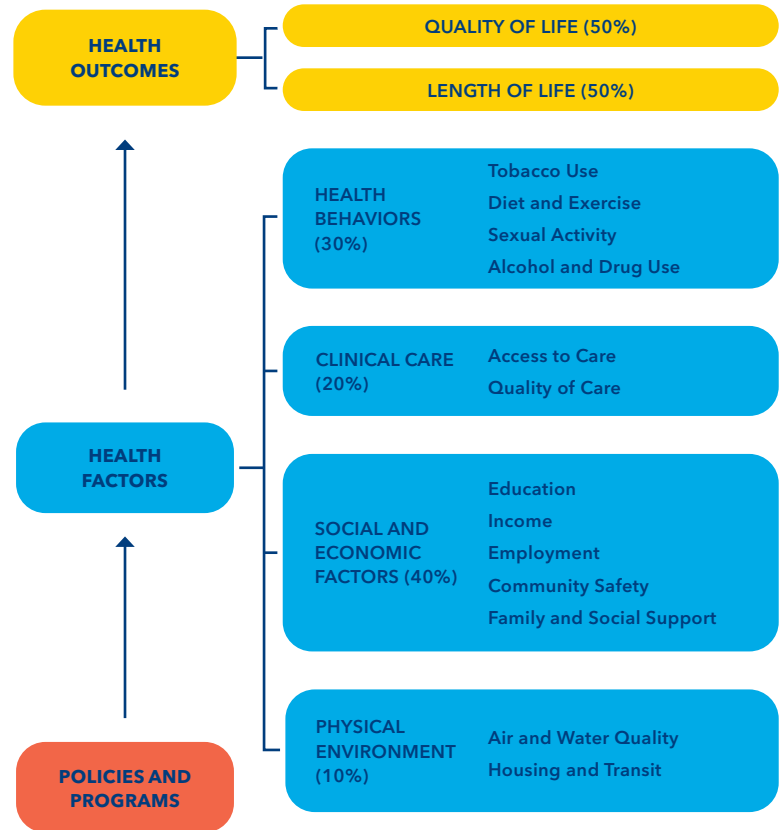 HEALTH
OUTCOMES
QUALITY OF LIFE (50%)
LENGTH OF LIFE (50%)
HEALTH
BEHAVIORS
(30%)
Tobacco Use
Diet and Exercise
Sexual Activity
Alcohol and Drug Use
CLINICAL CARE
(20%)
Access to Care
Quality of Care
HEALTH
FACTORS
SOCIAL AND
ECONOMIC
FACTORS (40%)
Education
Income
Employment
Community Safety
Family and Social Support
PHYSICAL
ENVIRONMENT
(10%)
Air and Water Quality
Housing and Transit
POLICIES AND
PROGRAMS